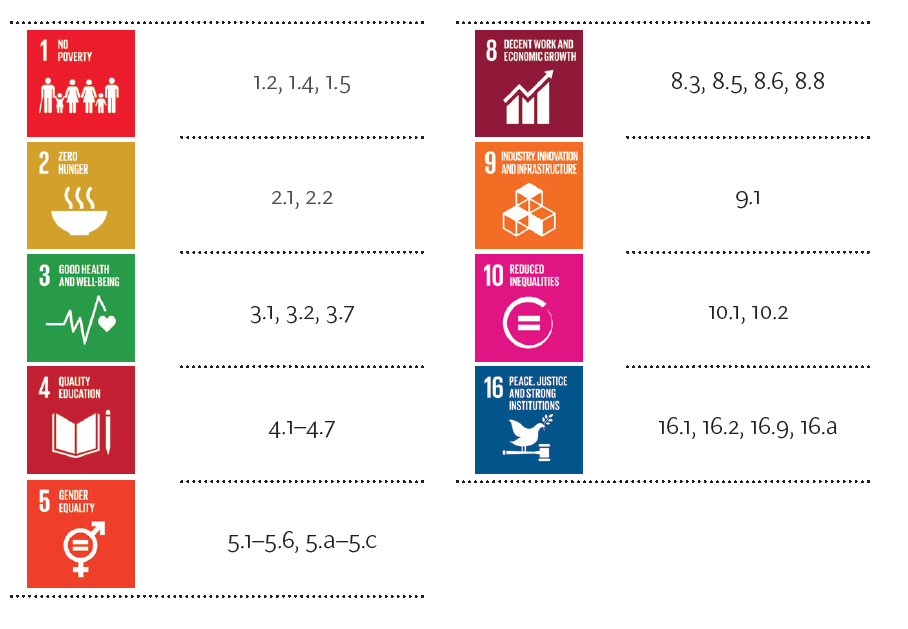 1 NO
POVERTY
1.2, 1.4, 1.5
2 ZERO
HUNGER
2.1, 2.2
3 GOOD HEALTH
AND WELL-BEING
3.1, 3.2, 3.7
4 QUALITY
EDUCATION
4.1–4.7
5 GENDER
EQUALITY
5.1–5.6, 5.a–5.c
8 DECENT WORK AND
ECONOMIC GROWTH
8.3, 8.5, 8.6, 8.8
9 INDUSTRY, INNOVATION
AND INFRASTRUCTURE
9.1
10 REDUCED
INEQUALITIES
10.1, 10.2
16 PEACE, JUSTICE
AND STRONG
INSTITUTIONS
16.1, 16.2, 16.9, 16.a